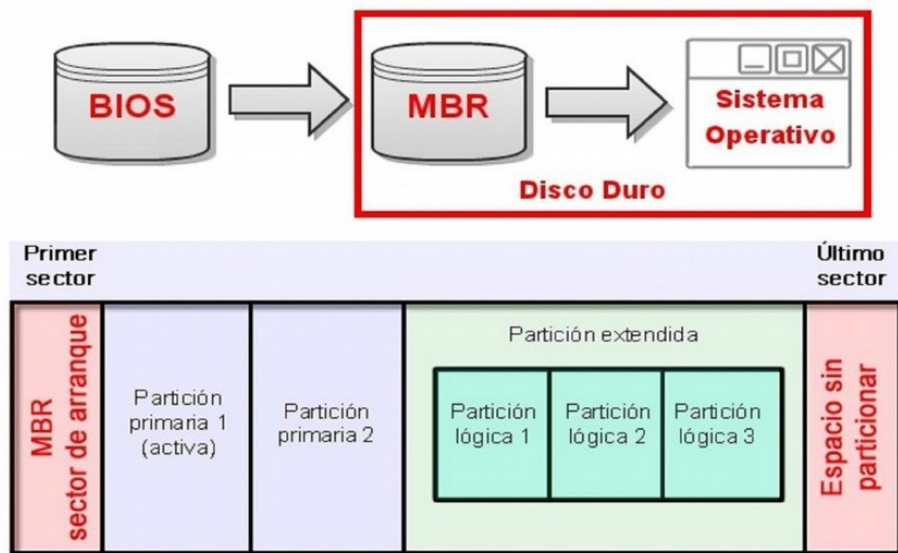 BIOS
MBR
Sistema
Operativo
Disco Duro
Primer
sector
Último
sector
MBR
sector de arranque
Partición
primaria 1
(activa)
Partición
primaria 2
Partición extendida
Partición
lógica 1
Partición
lógica 2
Partición
lógica 3
Espacio sin
particionar